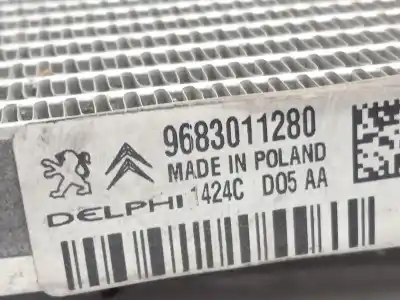 9683011280
MADE IN POLAND
DELPHI 1424C D05 AA